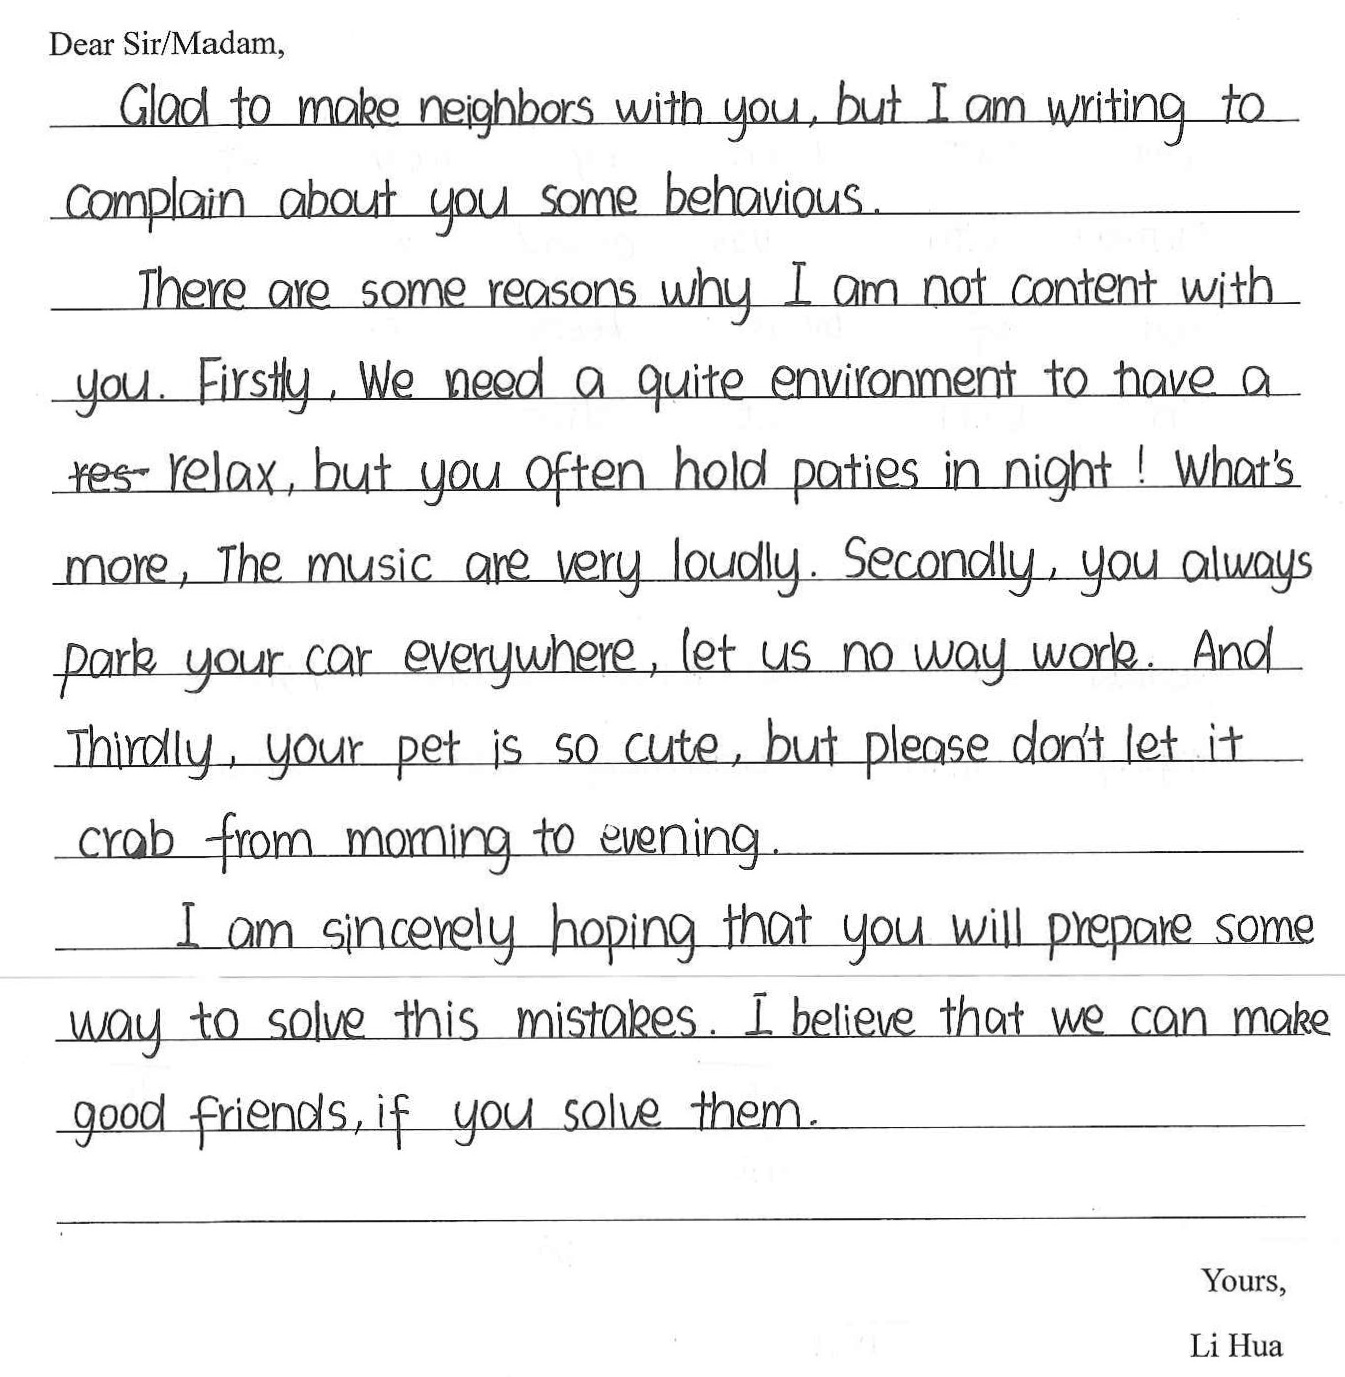 Dear Sir/Madam,
Glad to make neighbors with you, but I am writing to
complain about you some behavious.
There are some reasons why I am not content with
you. Firstly, We need a quite environment to have a
res relax, but you often hold paties in night! What's
more, The music are very loudly. Secondly, you always
park your car everywhere, let us no way work. And
Thirdly, your pet is so cute, but please don't let it
crab from morning to evening.
I am sincerely hoping that you will prepare some
way to solve this mistakes. I believe that we can make
good friends, if you solve them.
Yours,
Li Hua